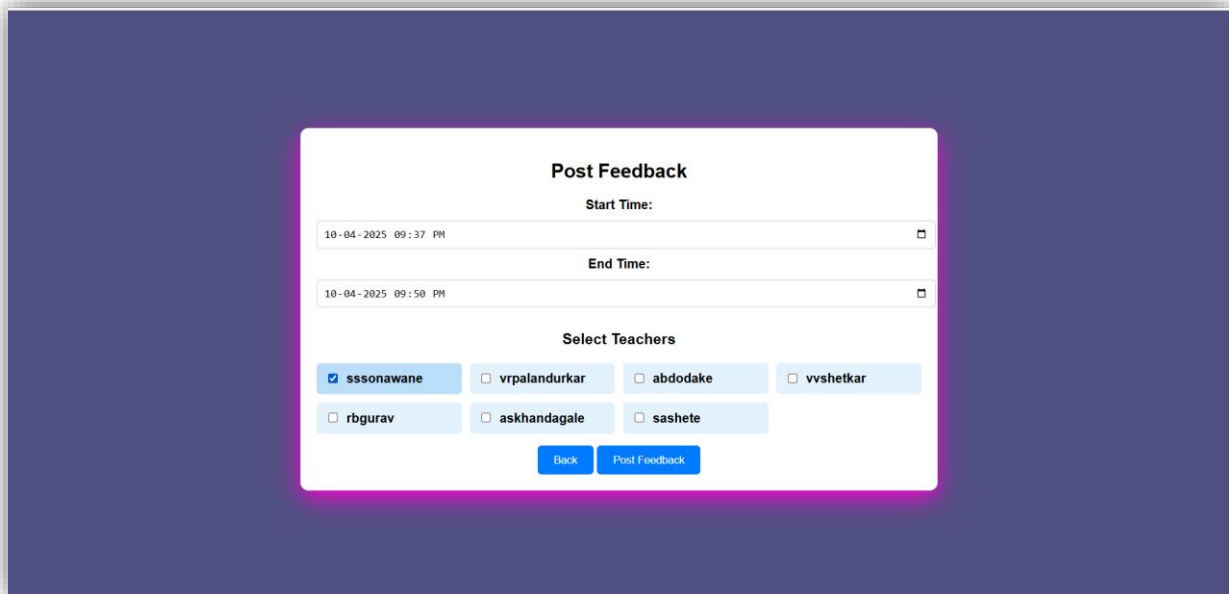 Post Feedback
Start Time:
10-04-2025 09:37 PM
End Time:
10-04-2025 09:50 PM
Select Teachers
sssonawane vrpalandurkar abdodake vvshetkar
rbgurav askhandagale sashete
Back Post Feedback